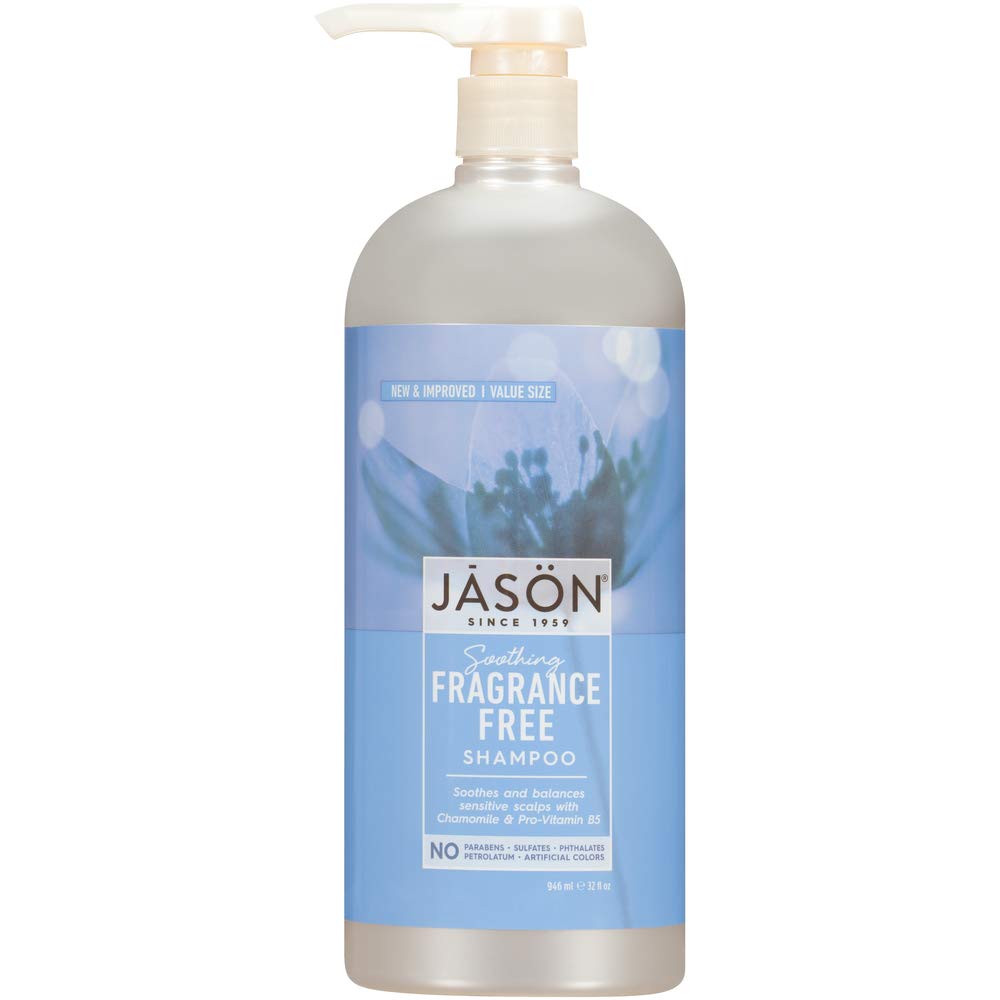 NEW & IMPROVED | VALUE SIZE
JĀSÖN®
SINCE 1959
Soothing
FRAGRANCE
FREE
SHAMPOO
Soothes and balances
sensitive scalps with
Chamomile & Pro-Vitamin B5
NO PARABENS • SULFATES • PHTHALATES
PETROLATUM • ARTIFICIAL COLORS
946 ml ℮ 32 fl oz